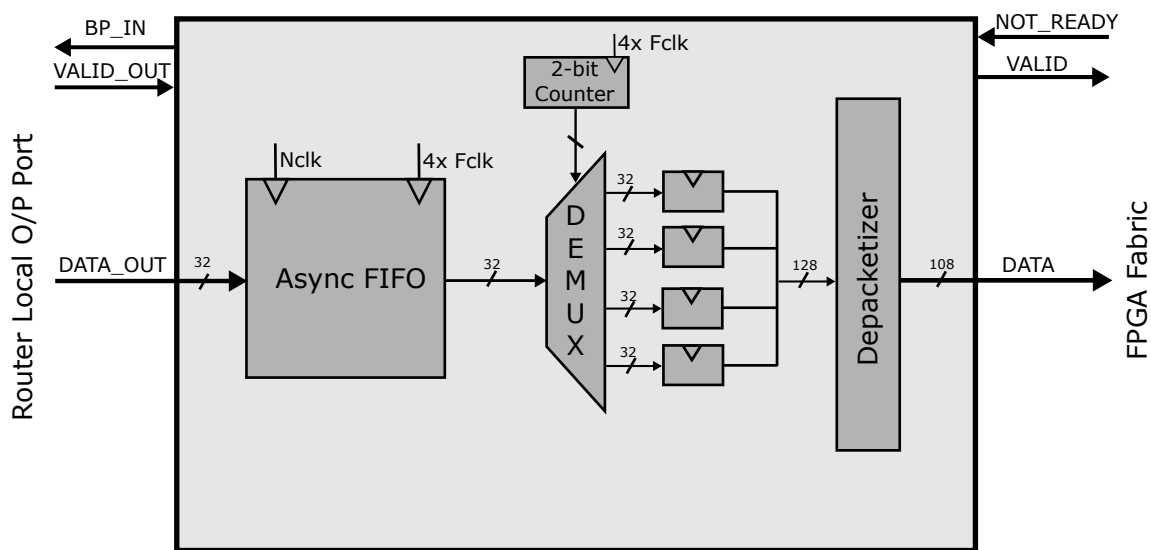 BP_IN
VALID_OUT
NOT_READY
VALID
4x Fclk
2-bit
Counter
Nclk
4x Fclk
Router Local O/P Port
DATA_OUT
32
Async FIFO
32
DEMUX
32
32
32
32
128
Depacketizer
108
DATA
FPGA Fabric